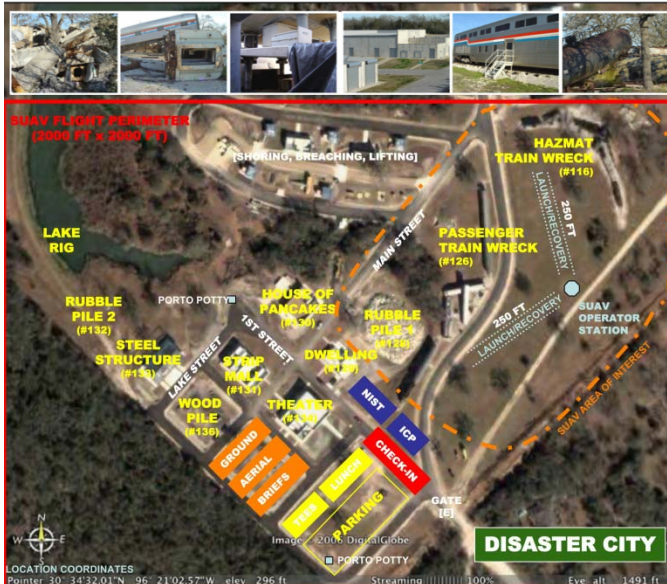 SUAV FLIGHT PERIMETER
(2000 FT x 2000 FT)
HAZMAT
TRAIN WRECK
(#116)
[SHORING, BREACHING, LIFTING]
250 FT
LAUNCH/RECOVERY
LAKE
RIG
MAIN STREET
PASSENGER
TRAIN WRECK
(#126)
RUBBLE
PILE 2
(#132)
PORTO POTTY
HOUSE OF
PANCAKES
(#130)
RUBBLE
PILE 1
250 FT
LAUNCH/RECOVERY
SUAV
OPERATOR
STATION
STEEL
STRUCTURE
(#133)
LAKE STREET
1ST STREET
STRIP
MALL
(#131)
DWELLING
WOOD
PILE
(#136)
THEATER
NIST
ICP
SUAV AREA OF INTEREST
GROUND
AERIAL
BRIEFS
LUNCH
TEES
CHECK-IN
PARKING
GATE
[E]
Image © 2006 DigitalGlobe
DISASTER CITY
N
W E
S
PORTO POTTY
LOCATION COORDINATES
Pointer 30° 34'32.01"N 96° 21'02.57"W elev 296 ft Streaming 100% Eye alt 1491